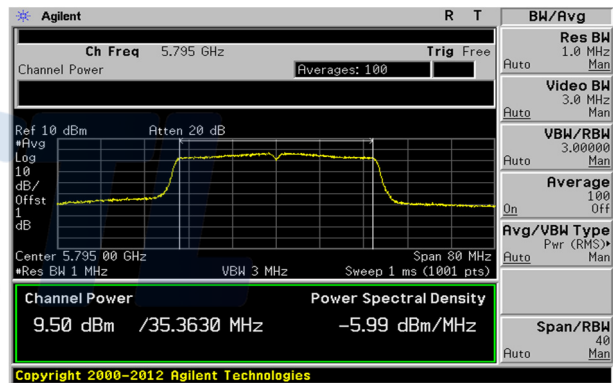 Agilent R T
BW/Avg
Ch Freq 5.795 GHz Trig Free
Channel Power Averages: 100
Res BW
1.0 MHz
Auto Man
Video BW
3.0 MHz
Auto Man
VBW/RBW
3.00000
Auto Man
Average
100
On Off
Avg/VBW Type
Pwr (RMS)▸
Auto Man
Span/RBW
40
Auto Man
Ref 10 dBm Atten 20 dB
#Avg
Log
10
dB/
Offst
1
dB
Center 5.795 00 GHz Span 80 MHz
#Res BW 1 MHz VBW 3 MHz Sweep 1 ms (1001 pts)
Channel Power Power Spectral Density
9.50 dBm /35.3630 MHz -5.99 dBm/MHz
Copyright 2000-2012 Agilent Technologies